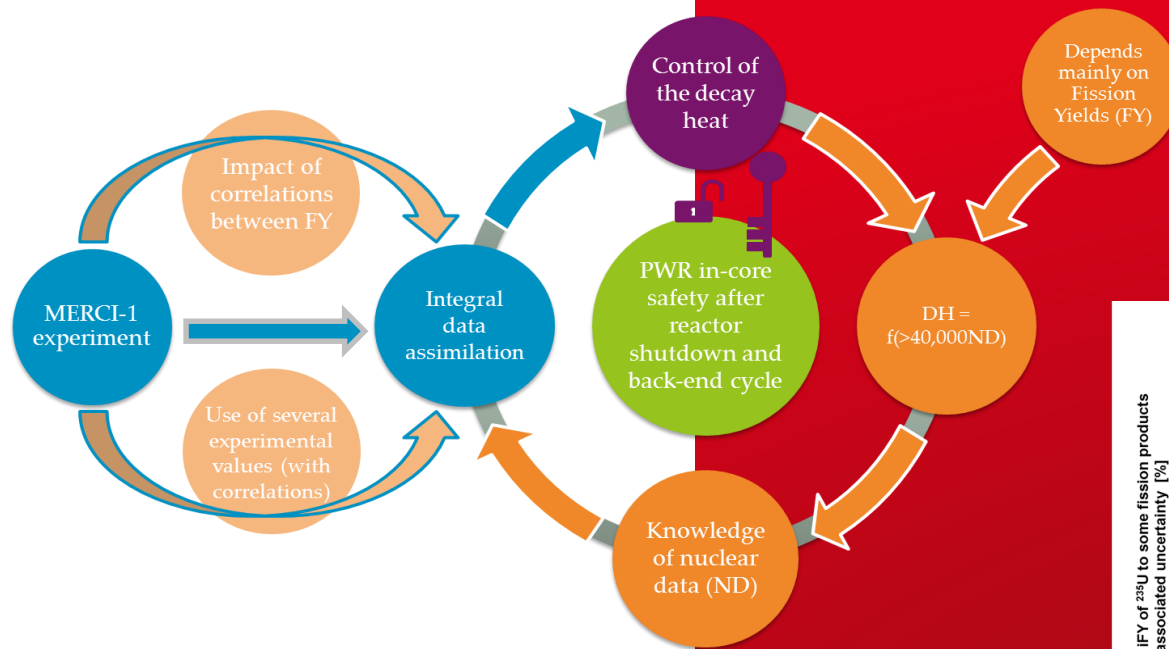 Control of
the decay
heat
Depends
mainly on
Fission
Yields (FY)
Impact of
correlations
between FY
MERCI-1
experiment
Integral
data
assimilation
PWR in-core
safety after
reactor
shutdown and
back-end cycle
DH =
f(>40,000ND)
Use of several
experimental
values (with
correlations)
Knowledge
of nuclear
data (ND)
iFY of ²³⁵U to some fission products
associated uncertainty [%]
1